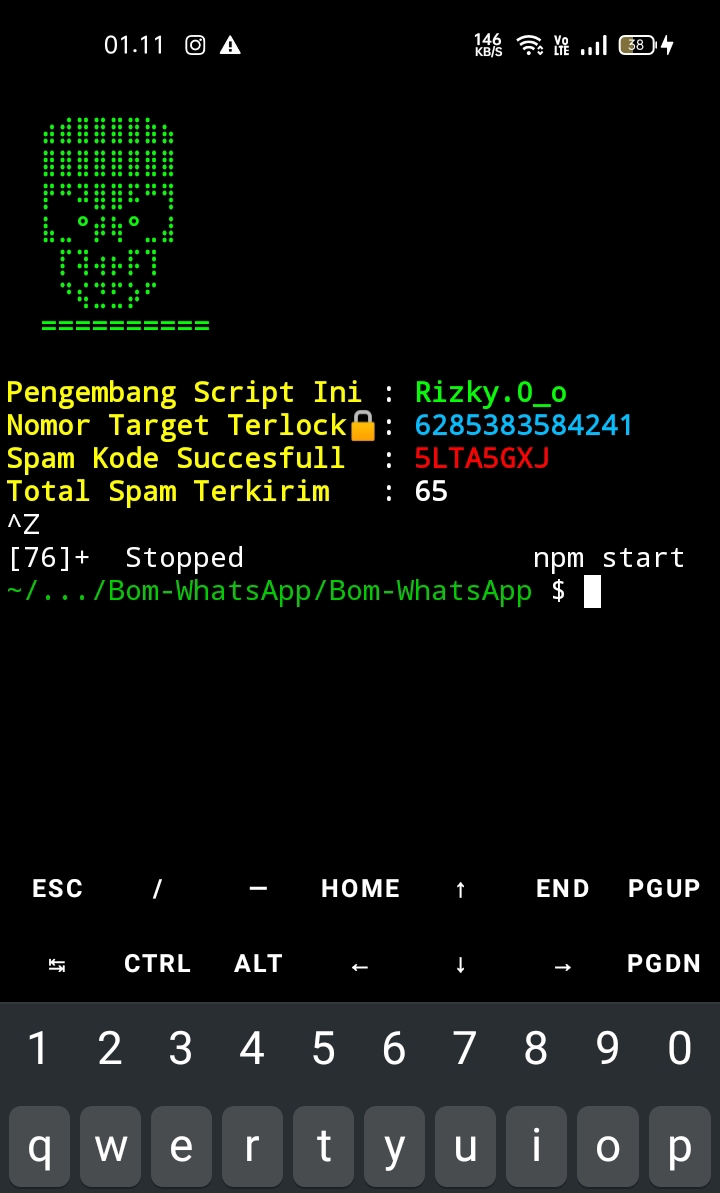 01.11 146 KB/S Vo LTE 38
==========
Pengembang Script Ini : Rizky.O_o
Nomor Target Terlock🔒: 6285383584241
Spam Kode Succesfull : 5LTA5GXJ
Total Spam Terkirim : 65
^Z
[76]+ Stopped npm start
~/.../Bom-WhatsApp/Bom-WhatsApp $
ESC / — HOME ↑ END PGUP
↹ CTRL ALT ← ↓ → PGDN
1 2 3 4 5 6 7 8 9 0
q w e r t y u i o p